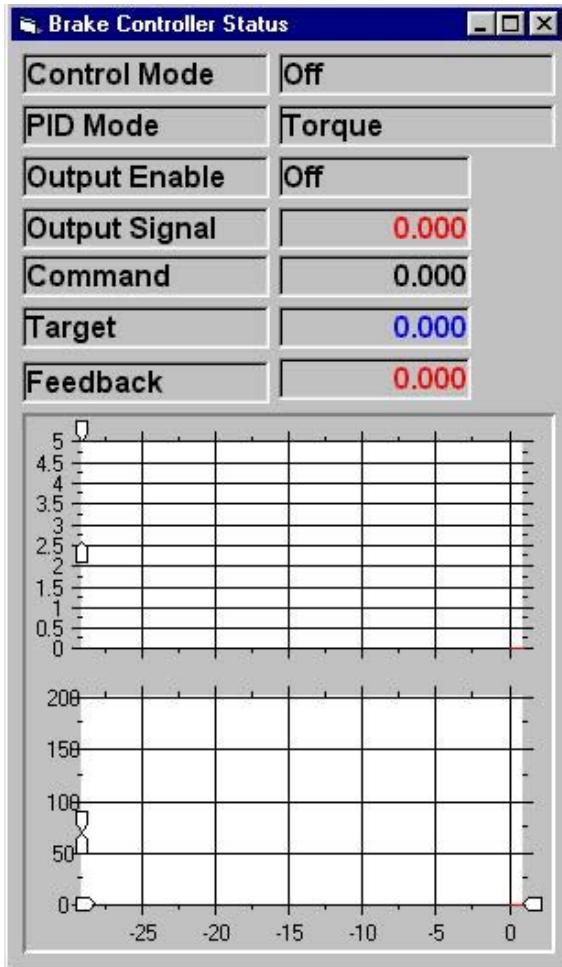 Brake Controller Status
Control Mode Off
PID Mode Torque
Output Enable Off
Output Signal 0.000
Command 0.000
Target 0.000
Feedback 0.000
5
4.5
4
3.5
3
2.5
2
1.5
1
0.5
0
200
150
100
50
0
-25 -20 -15 -10 -5 0